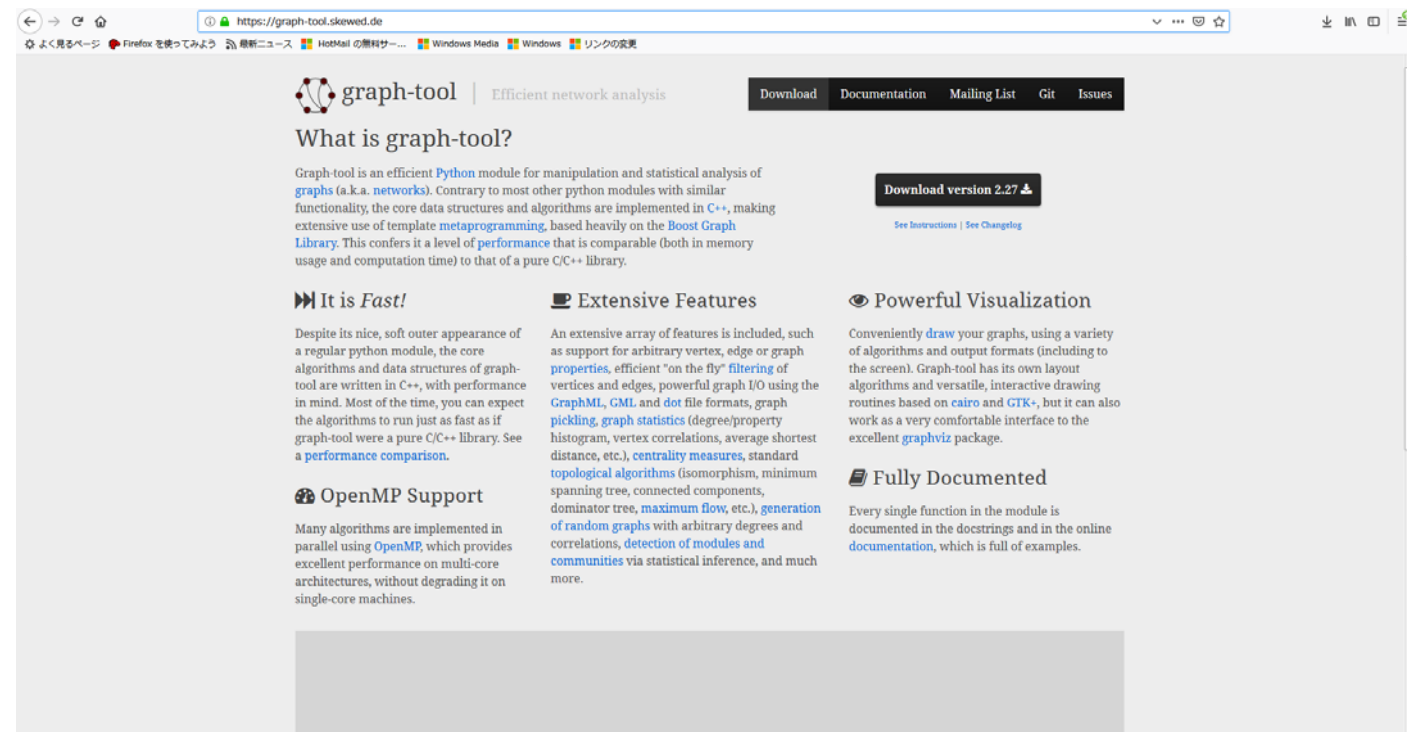 https://graph-tool.skewed.de
よく見るページ Firefox を使ってみよう 最新ニュース HotMail の無料サー... Windows Media Windows リンクの変更
graph-tool | Efficient network analysis
Download Documentation Mailing List Git Issues
What is graph-tool?
Graph-tool is an efficient Python module for manipulation and statistical analysis of
graphs (a.k.a. networks). Contrary to most other python modules with similar
functionality, the core data structures and algorithms are implemented in C++, making
extensive use of template metaprogramming, based heavily on the Boost Graph
Library. This confers it a level of performance that is comparable (both in memory
usage and computation time) to that of a pure C/C++ library.
Download version 2.27
See Instructions | See Changelog
It is Fast!
Despite its nice, soft outer appearance of
a regular python module, the core
algorithms and data structures of graph-
tool are written in C++, with performance
in mind. Most of the time, you can expect
the algorithms to run just as fast as if
graph-tool were a pure C/C++ library. See
a performance comparison.
OpenMP Support
Many algorithms are implemented in
parallel using OpenMP, which provides
excellent performance on multi-core
architectures, without degrading it on
single-core machines.
Extensive Features
An extensive array of features is included, such
as support for arbitrary vertex, edge or graph
properties, efficient "on the fly" filtering of
vertices and edges, powerful graph I/O using the
GraphML, GML and dot file formats, graph
pickling, graph statistics (degree/property
histogram, vertex correlations, average shortest
distance, etc.), centrality measures, standard
topological algorithms (isomorphism, minimum
spanning tree, connected components,
dominator tree, maximum flow, etc.), generation
of random graphs with arbitrary degrees and
correlations, detection of modules and
communities via statistical inference, and much
more.
Powerful Visualization
Conveniently draw your graphs, using a variety
of algorithms and output formats (including to
the screen). Graph-tool has its own layout
algorithms and versatile, interactive drawing
routines based on cairo and GTK+, but it can also
work as a very comfortable interface to the
excellent graphviz package.
Fully Documented
Every single function in the module is
documented in the docstrings and in the online
documentation, which is full of examples.